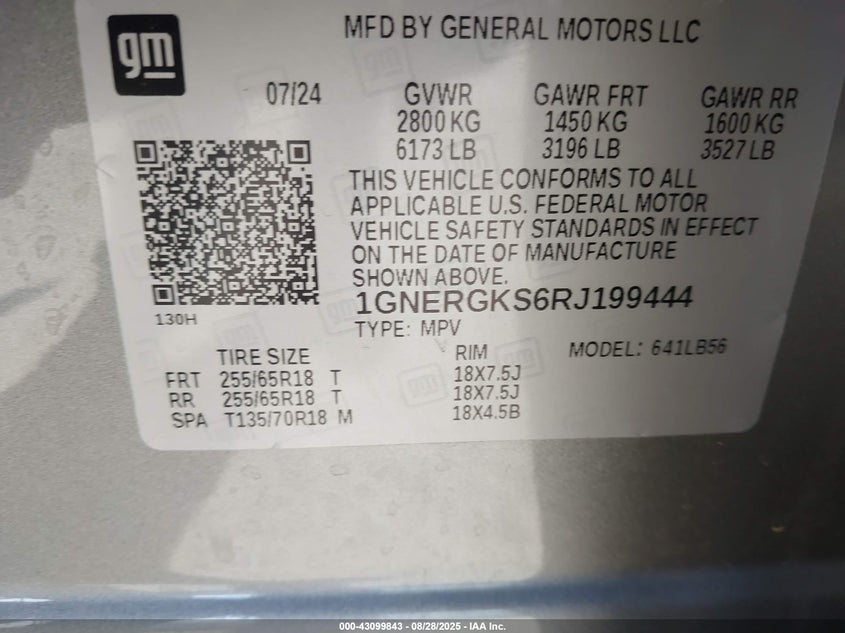 gm
MFD BY GENERAL MOTORS LLC
07/24 GVWR GAWR FRT GAWR RR
2800 KG 1450 KG 1600 KG
6173 LB 3196 LB 3527 LB
THIS VEHICLE CONFORMS TO ALL
APPLICABLE U.S. FEDERAL MOTOR
VEHICLE SAFETY STANDARDS IN EFFECT
ON THE DATE OF MANUFACTURE
SHOWN ABOVE.
1GNERGKS6RJ199444
130H
TYPE: MPV
TIRE SIZE RIM MODEL: 641LB56
FRT 255/65R18 T 18X7.5J
RR 255/65R18 T 18X7.5J
SPA T135/70R18 M 18X4.5B
000-43099843 - 08/28/2025 - IAA Inc.